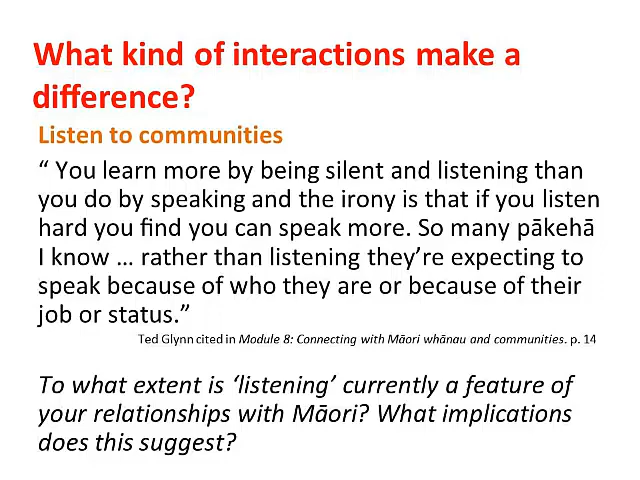 What kind of interactions make a
difference?
Listen to communities
“ You learn more by being silent and listening than
you do by speaking and the irony is that if you listen
hard you find you can speak more. So many pākehā
I know … rather than listening they’re expecting to
speak because of who they are or because of their
job or status.”
Ted Glynn cited in Module 8: Connecting with Māori whānau and communities. p. 14
To what extent is ‘listening’ currently a feature of
your relationships with Māori? What implications
does this suggest?